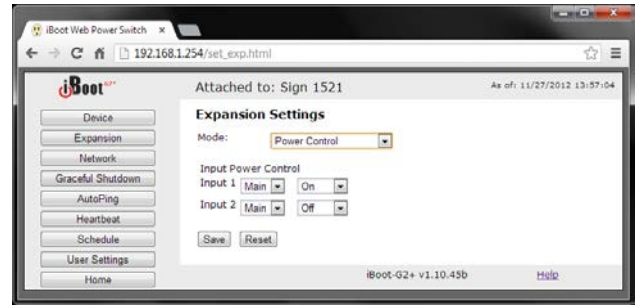 iBoot Web Power Switch
192.168.1.254/set_exp.html
iBoot
Attached to: Sign 1521
As of: 11/27/2012 13:57:04
Device
Expansion
Network
Graceful Shutdown
AutoPing
Heartbeat
Schedule
User Settings
Home
Expansion Settings
Mode: Power Control
Input Power Control
Input 1 Main On
Input 2 Main Off
Save Reset
iBoot-G2+ v1.10.45b
Help